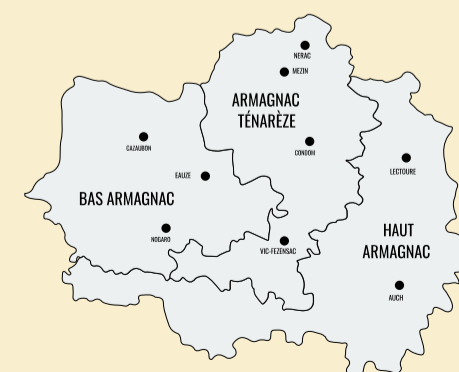 NERAC
MEZIN
ARMAGNAC
TÉNARÈZE
CAZAUBON
CONDOM
LECTOURE
EAUZE
BAS ARMAGNAC
HAUT
ARMAGNAC
NOGARO
VIC-FEZENSAC
AUCH